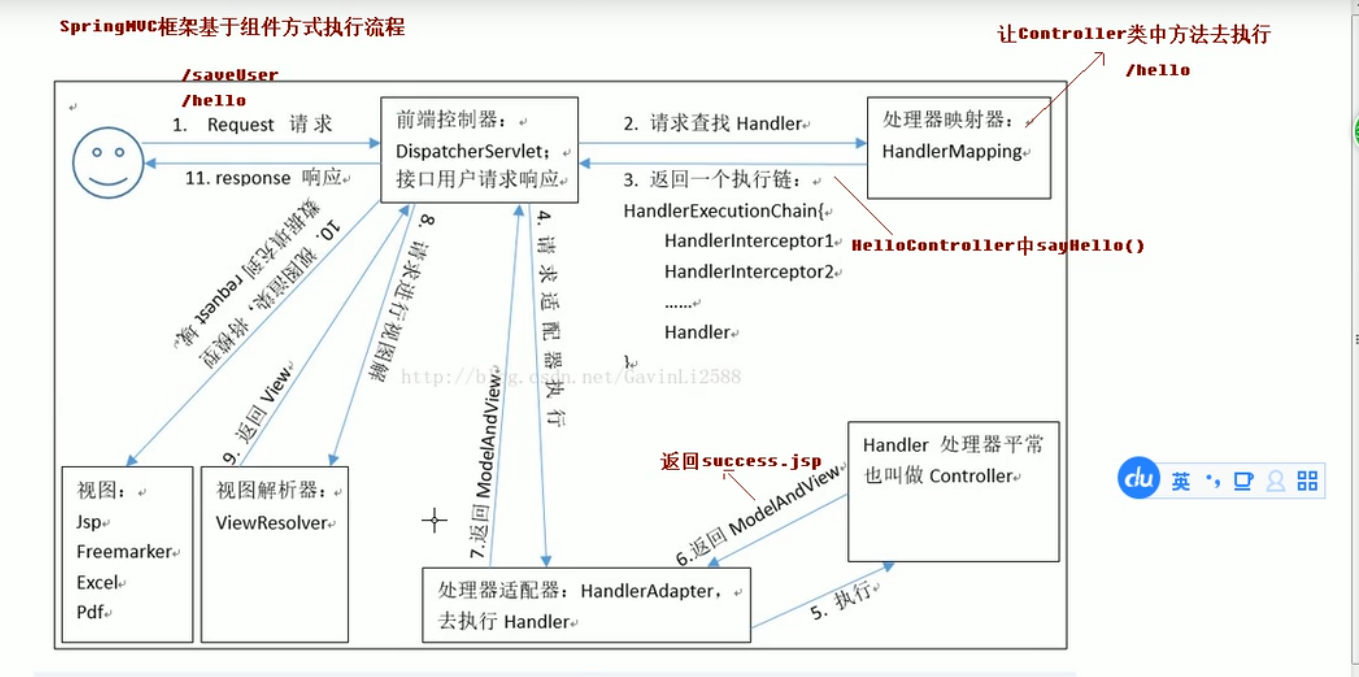 SpringMVC框架基于组件方式执行流程
让Controller类中方法去执行
/hello
/saveUser
/hello
1. Request 请求
11. response 响应
前端控制器：
DispatcherServlet；
接口用户请求响应
2. 请求查找 Handler
3. 返回一个执行链：
HandlerExecutionChain{
HandlerInterceptor1
HandlerInterceptor2
......
Handler
}
处理器映射器：
HandlerMapping
HelloController中sayHello()
10. 视图渲染，将模型
数据填充到 request 域。
9. 返回 View
8. 请求进行视图解
4. 请求适配器执行
7.返回 ModelAndView
http://blog.csdn.net/GavinLi2588
返回success.jsp
6.返回 ModelAndView
5. 执行
Handler 处理器平常
也叫做 Controller
视图：
Jsp
Freemarker
Excel
Pdf
视图解析器：
ViewResolver
处理器适配器：HandlerAdapter，
去执行 Handler
du 英